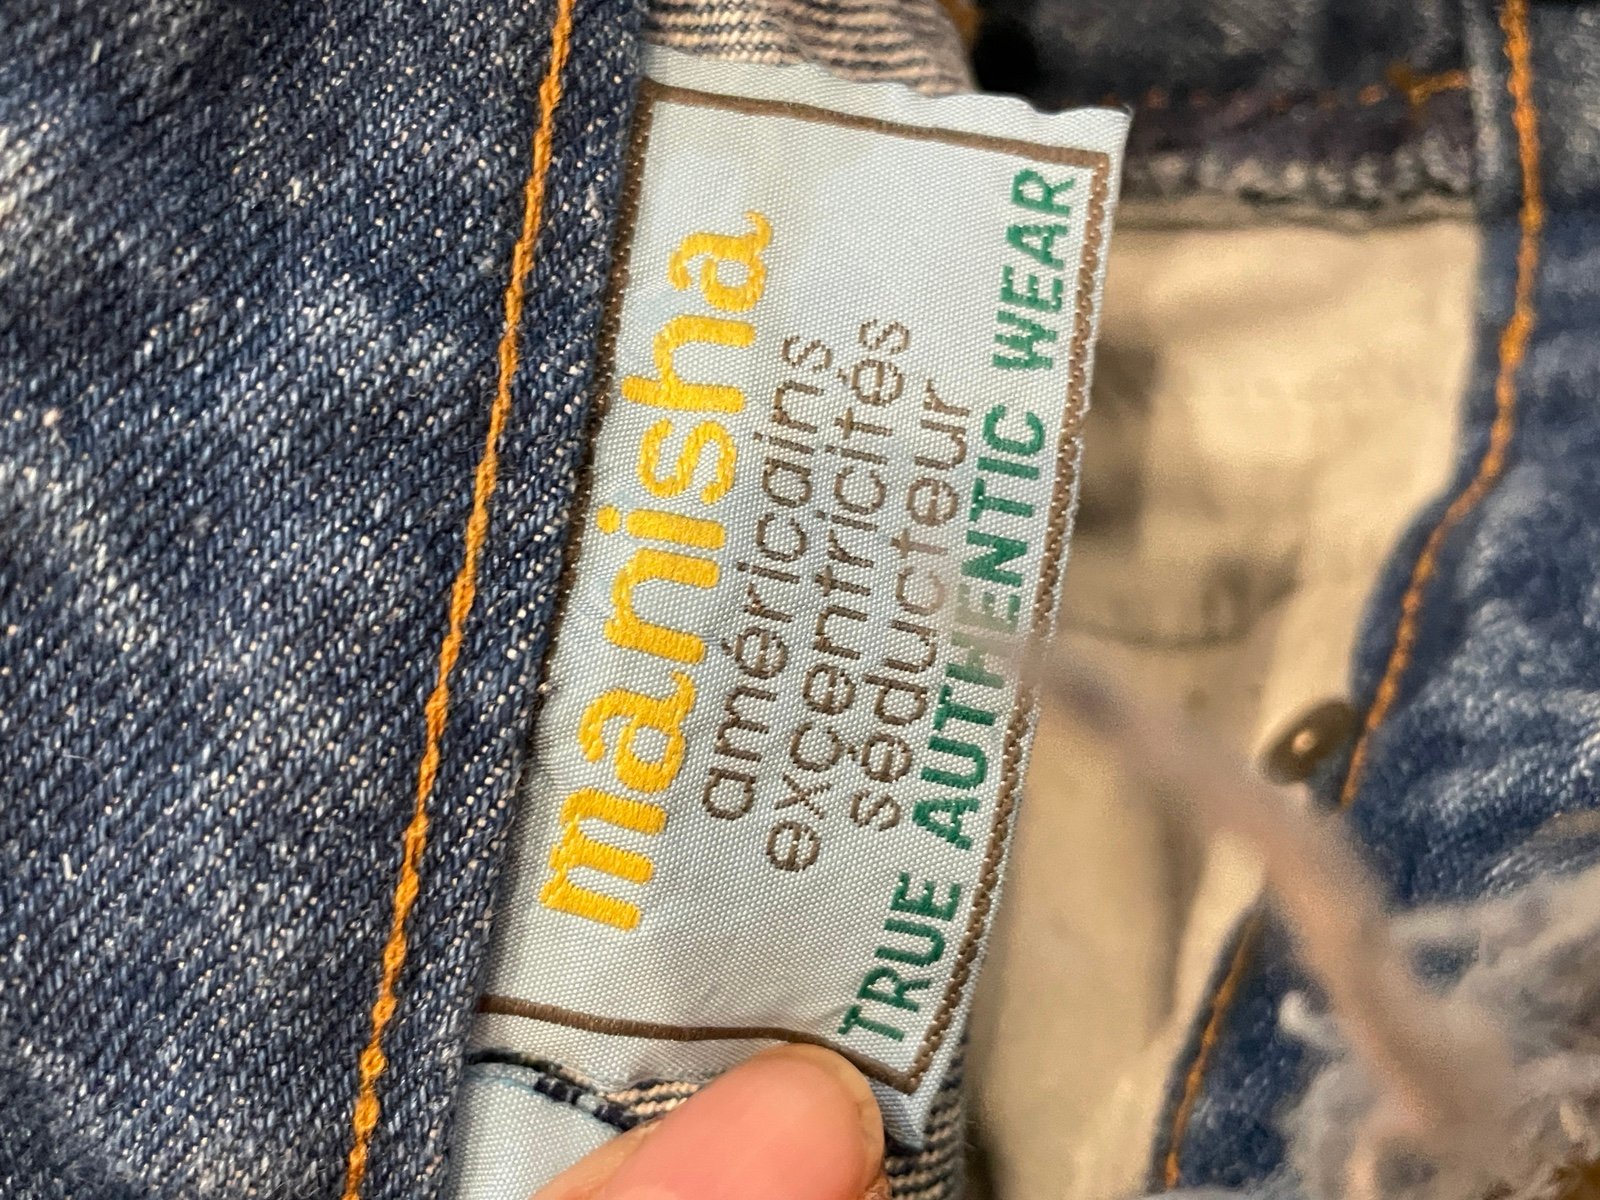 manisha
américains
excentricités
séducteur
TRUE AUTHENTIC WEAR